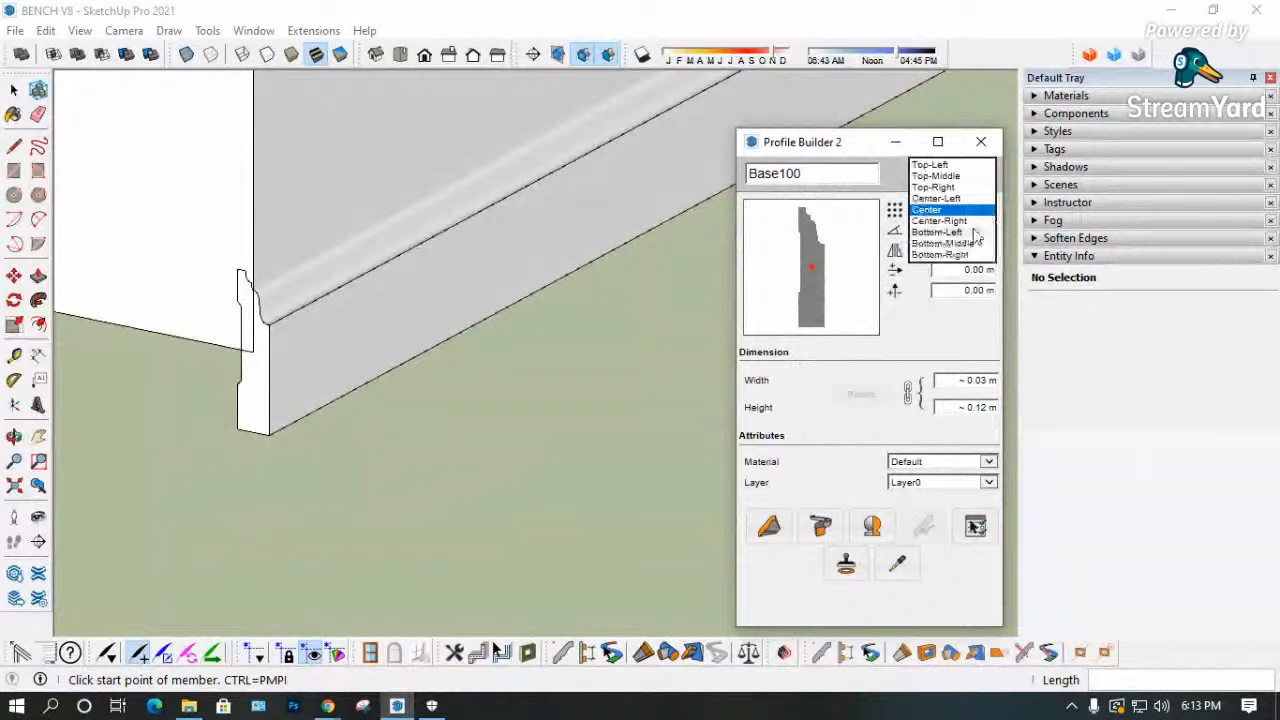 BENCH V8 - SketchUp Pro 2021
File Edit View Camera Draw Tools Window Extensions Help
Powered by
StreamYard
J F M A M J J A S O N D
06:43 AM Noon 04:45 PM
Default Tray
Materials
Components
Styles
Tags
Shadows
Scenes
Instructor
Fog
Soften Edges
Entity Info
No Selection
Profile Builder 2
Base100
Top-Left
Top-Middle
Top-Right
Center-Left
Center
Center-Right
Bottom-Left
Bottom-Middle
Bottom-Right
0.00 m
0.00 m
Dimension
Width ~ 0.03 m
Height ~ 0.12 m
Attributes
Material Default
Layer Layer0
Click start point of member. CTRL=PMP!
Length
6:13 PM